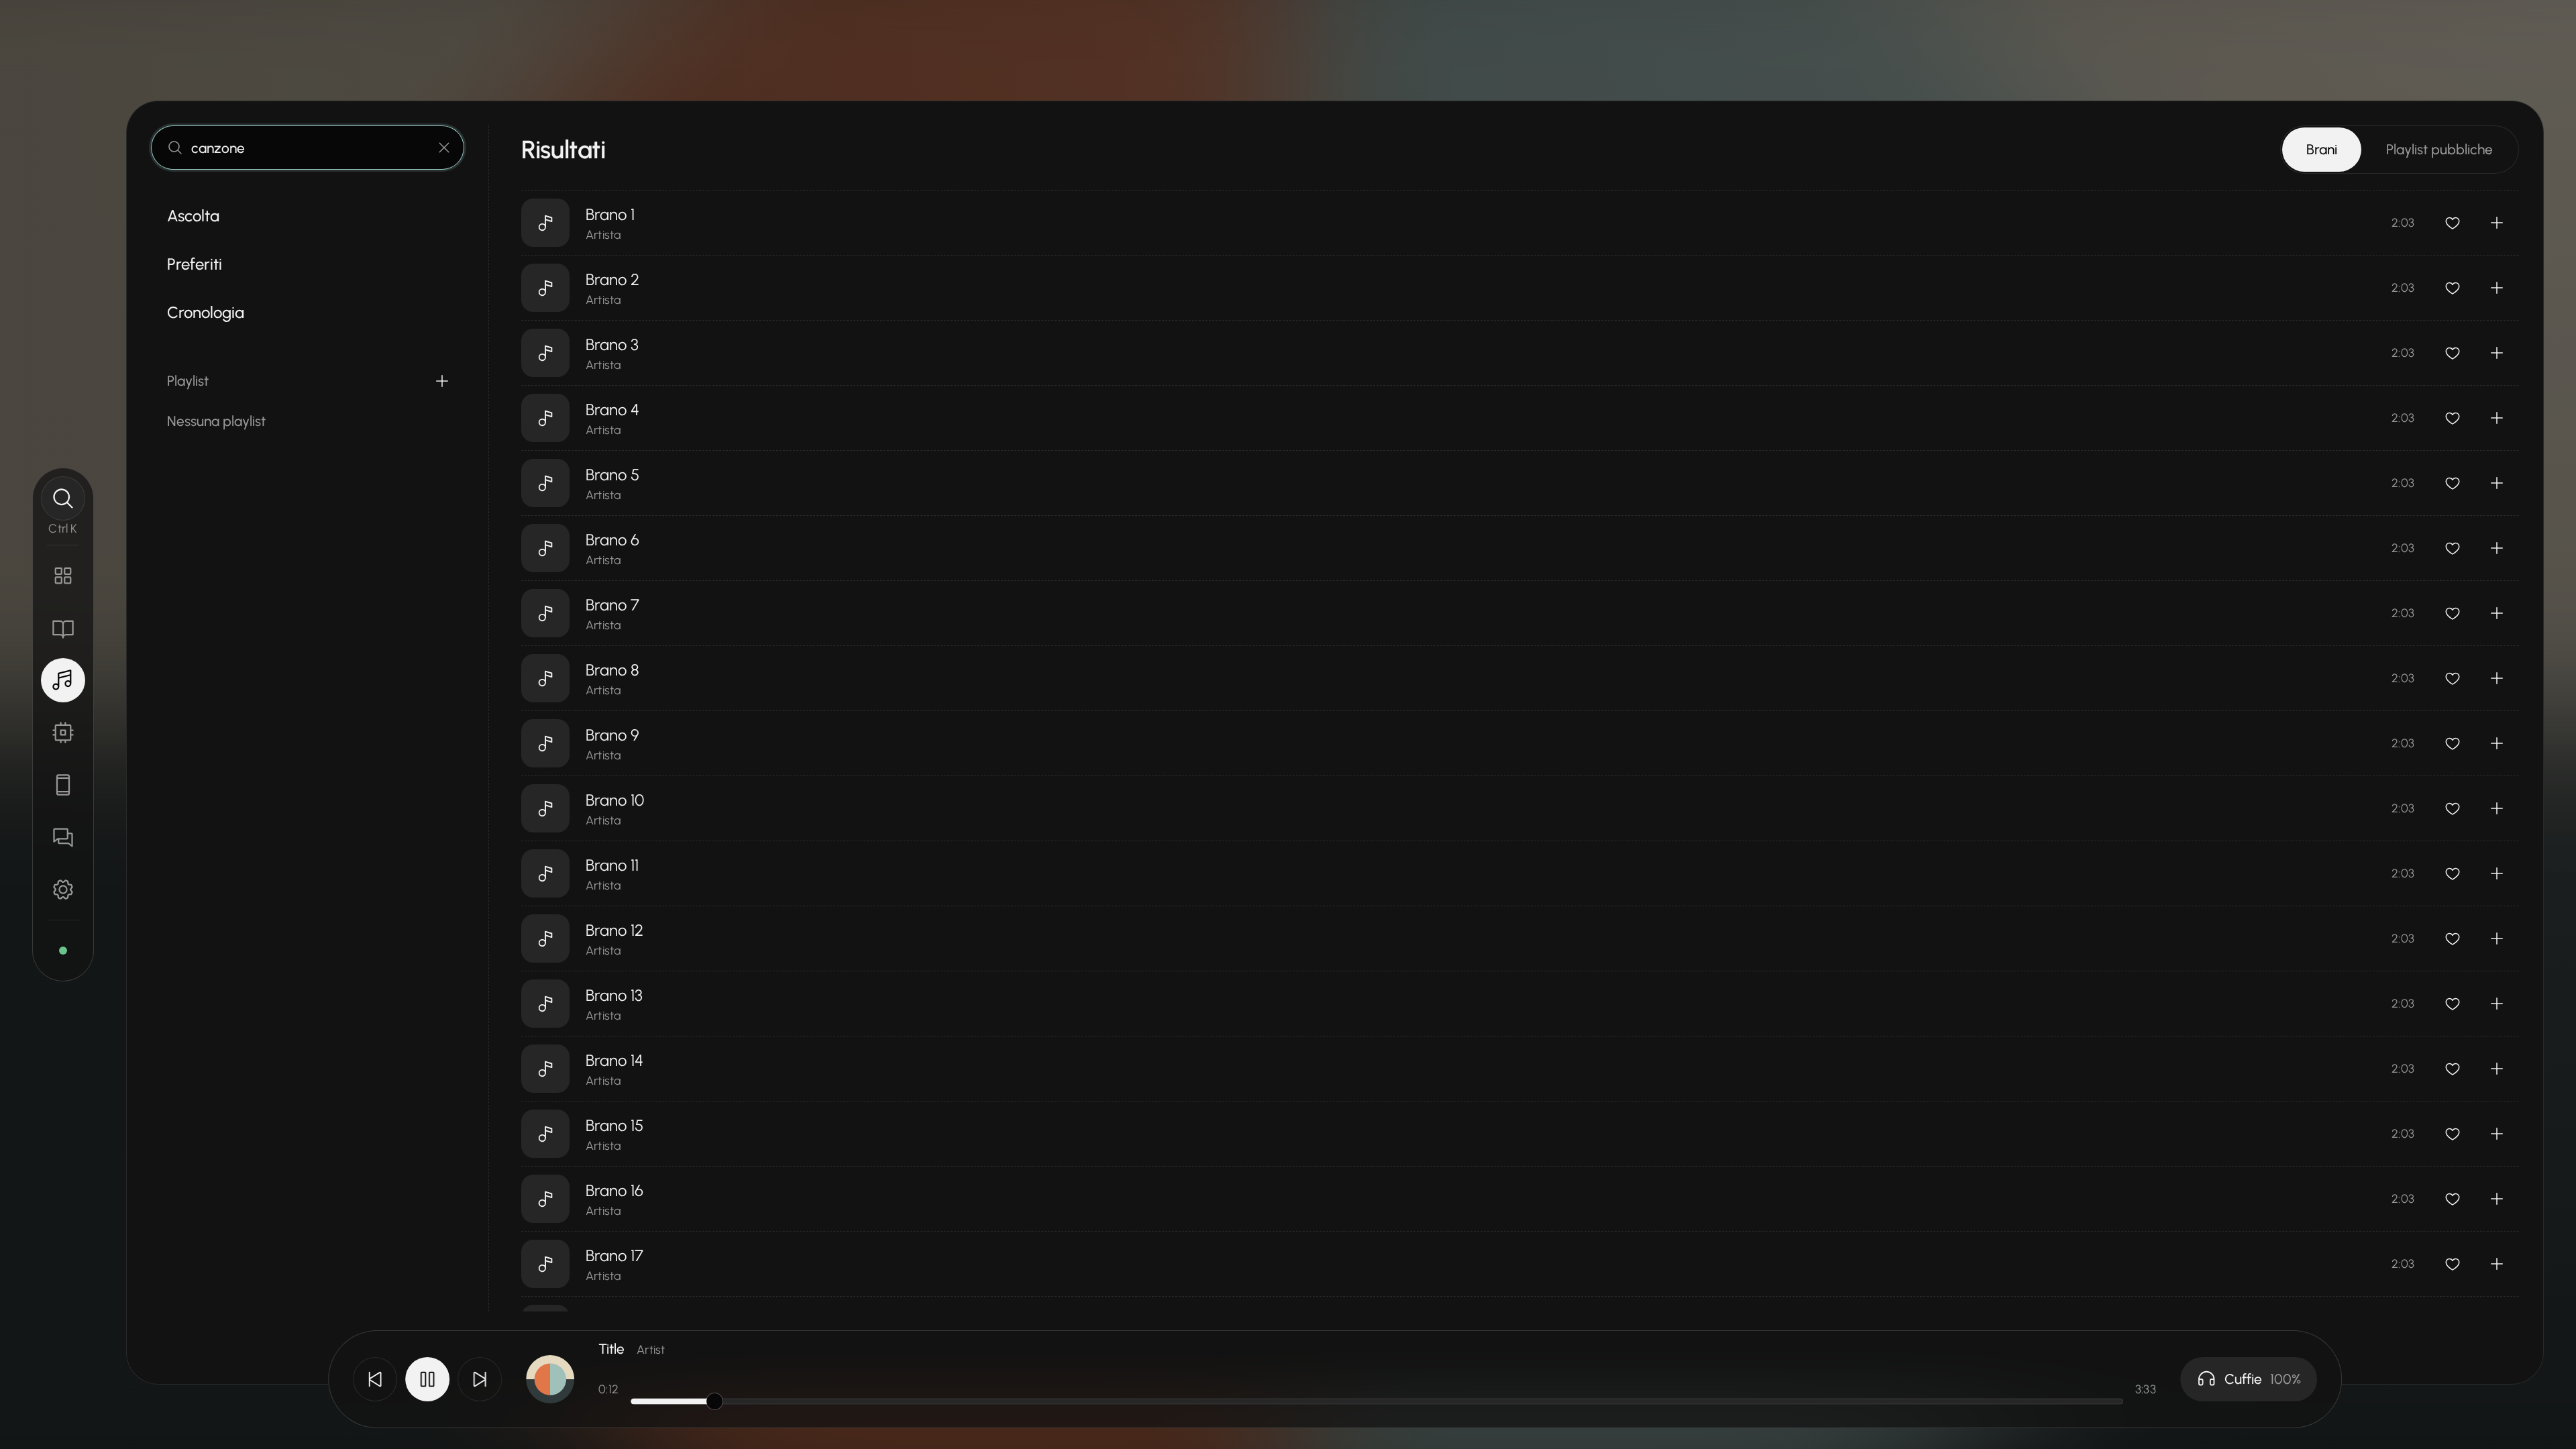 canzone
Ascolta
Preferiti
Cronologia
Playlist
Nessuna playlist
Ctrl K
Risultati
Brani
Playlist pubbliche
Brano 1
Artista
2:03
Brano 2
Artista
2:03
Brano 3
Artista
2:03
Brano 4
Artista
2:03
Brano 5
Artista
2:03
Brano 6
Artista
2:03
Brano 7
Artista
2:03
Brano 8
Artista
2:03
Brano 9
Artista
2:03
Brano 10
Artista
2:03
Brano 11
Artista
2:03
Brano 12
Artista
2:03
Brano 13
Artista
2:03
Brano 14
Artista
2:03
Brano 15
Artista
2:03
Brano 16
Artista
2:03
Brano 17
Artista
2:03
Title Artist
0:12
3:33
Cuffie 100%